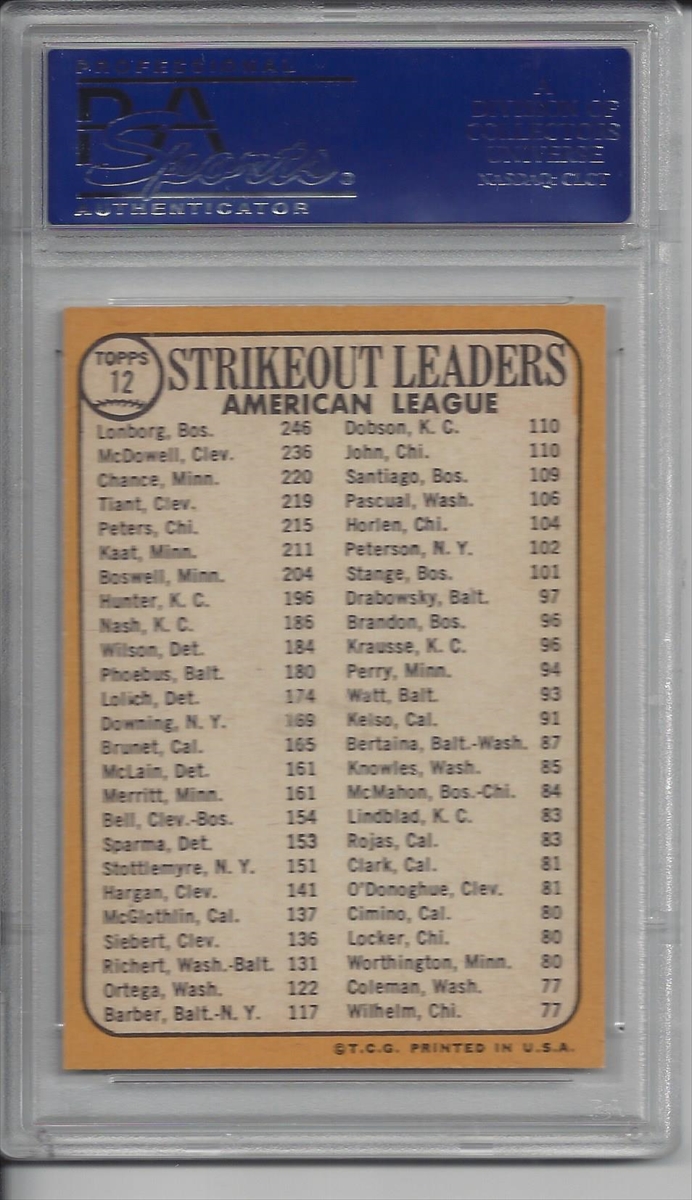 PROFESSIONAL
PSA
Sports
AUTHENTICATOR
A
DIVISION OF
COLLECTORS
UNIVERSE
NASDAQ: CLCT
TOPPS
12
STRIKEOUT LEADERS
AMERICAN LEAGUE
Lonborg, Bos. 246 Dobson, K. C. 110
McDowell, Clev. 236 John, Chi. 110
Chance, Minn. 220 Santiago, Bos. 109
Tiant, Clev. 219 Pascual, Wash. 106
Peters, Chi. 215 Horlen, Chi. 104
Kaat, Minn. 211 Peterson, N. Y. 102
Boswell, Minn. 204 Stange, Bos. 101
Hunter, K. C. 196 Drabowsky, Balt. 97
Nash, K. C. 186 Brandon, Bos. 96
Wilson, Det. 184 Krausse, K. C. 96
Phoebus, Balt. 180 Perry, Minn. 94
Lolich, Det. 174 Watt, Balt. 93
Downing, N. Y. 169 Kelso, Cal. 91
Brunet, Cal. 165 Bertaina, Balt.-Wash. 87
McLain, Det. 161 Knowles, Wash. 85
Merritt, Minn. 161 McMahon, Bos.-Chi. 84
Bell, Clev.-Bos. 154 Lindblad, K. C. 83
Sparma, Det. 153 Rojas, Cal. 83
Stottlemyre, N. Y. 151 Clark, Cal. 81
Hargan, Clev. 141 O'Donoghue, Clev. 81
McGlothlin, Cal. 137 Cimino, Cal. 80
Siebert, Clev. 136 Locker, Chi. 80
Richert, Wash.-Balt. 131 Worthington, Minn. 80
Ortega, Wash. 122 Coleman, Wash. 77
Barber, Balt.-N. Y. 117 Wilhelm, Chi. 77
©T.C.G. PRINTED IN U.S.A.